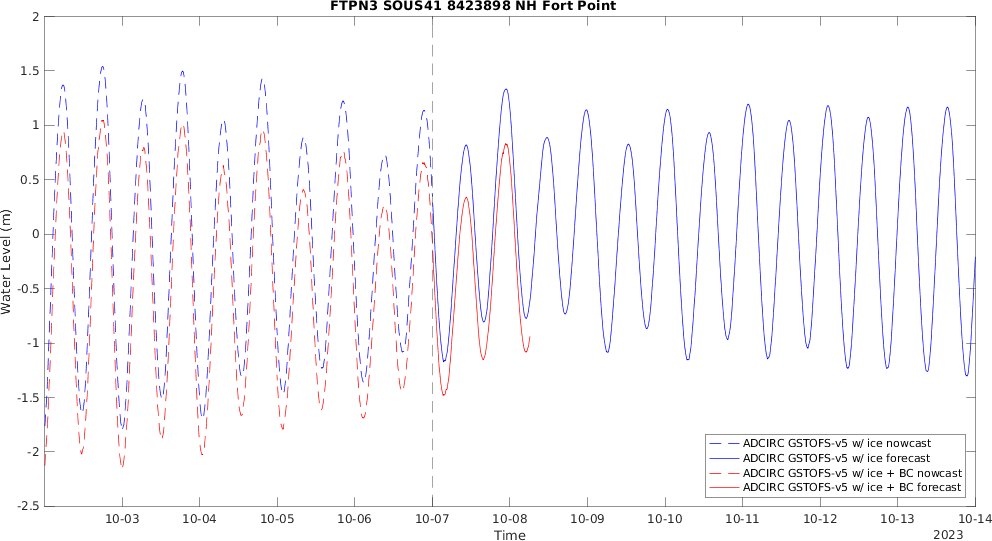 FTPN3 SOUS41 8423898 NH Fort Point
2
1.5
1
0.5
0
-0.5
-1
-1.5
-2
-2.5
Water Level (m)
ADCIRC GSTOFS-v5 w/ ice nowcast
ADCIRC GSTOFS-v5 w/ ice forecast
ADCIRC GSTOFS-v5 w/ ice + BC nowcast
ADCIRC GSTOFS-v5 w/ ice + BC forecast
10-03 10-04 10-05 10-06 10-07 10-08 10-09 10-10 10-11 10-12 10-13 10-14
Time
2023